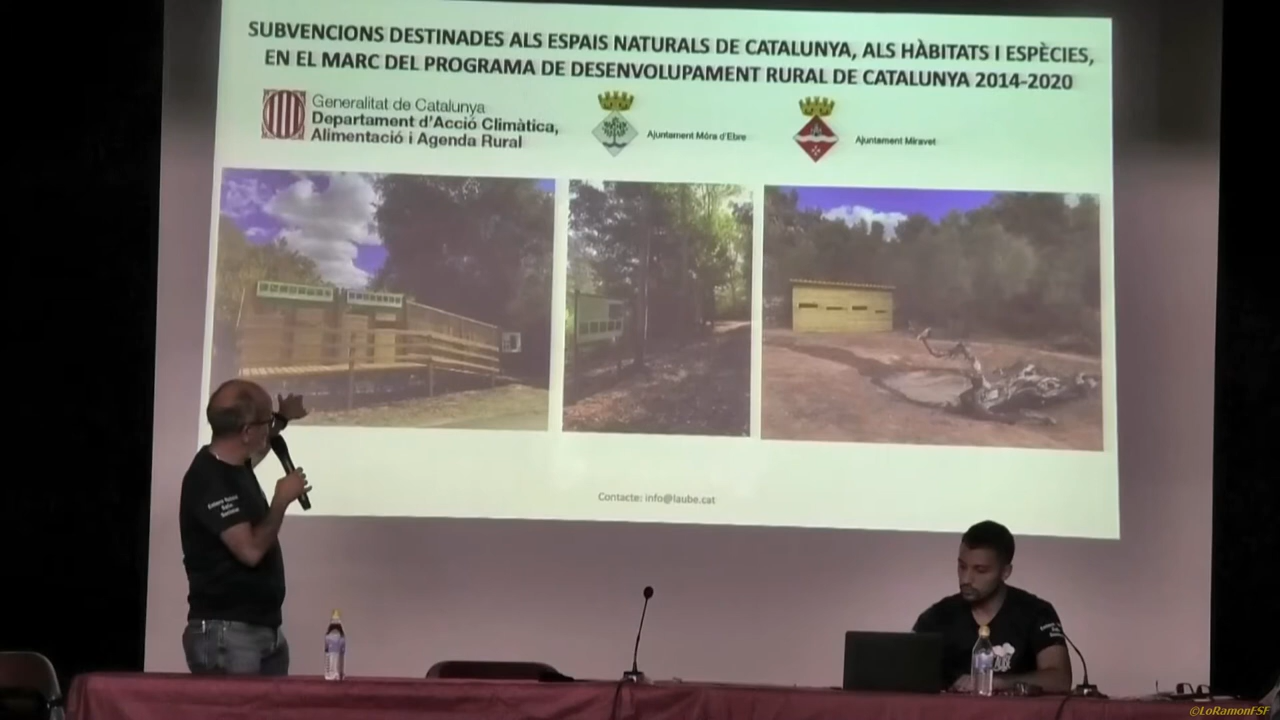 SUBVENCIONS DESTINADES ALS ESPAIS NATURALS DE CATALUNYA, ALS HÀBITATS I ESPÈCIES,
EN EL MARC DEL PROGRAMA DE DESENVOLUPAMENT RURAL DE CATALUNYA 2014-2020
Generalitat de Catalunya
Departament d'Acció Climàtica,
Alimentació i Agenda Rural
Ajuntament Móra d'Ebre
Ajuntament Miravet
Contacte: info@laube.cat
©LoRamonFSF